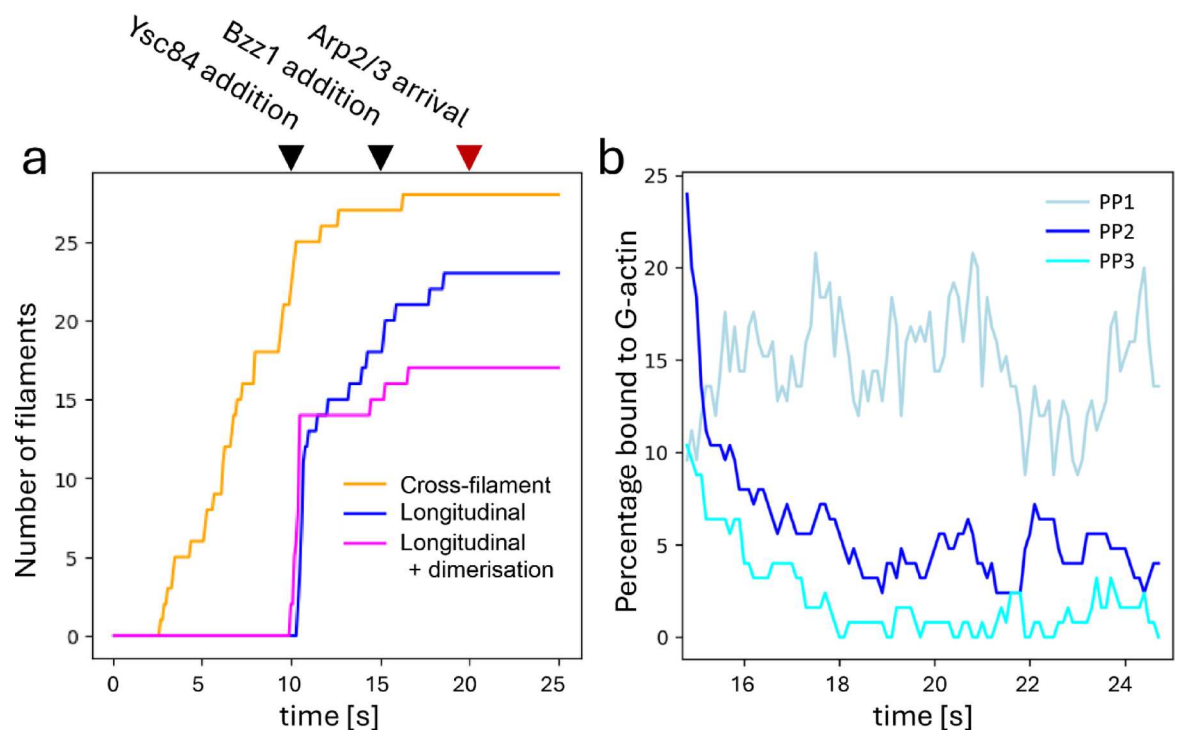 Ysc84 addition
Bzz1 addition
Arp2/3 arrival
a
Number of filaments
25
20
15
10
5
0
Cross-filament
Longitudinal
Longitudinal
+ dimerisation
0 5 10 15 20 25
time [s]
b
Percentage bound to G-actin
25
20
15
10
5
0
PP1
PP2
PP3
16 18 20 22 24
time [s]